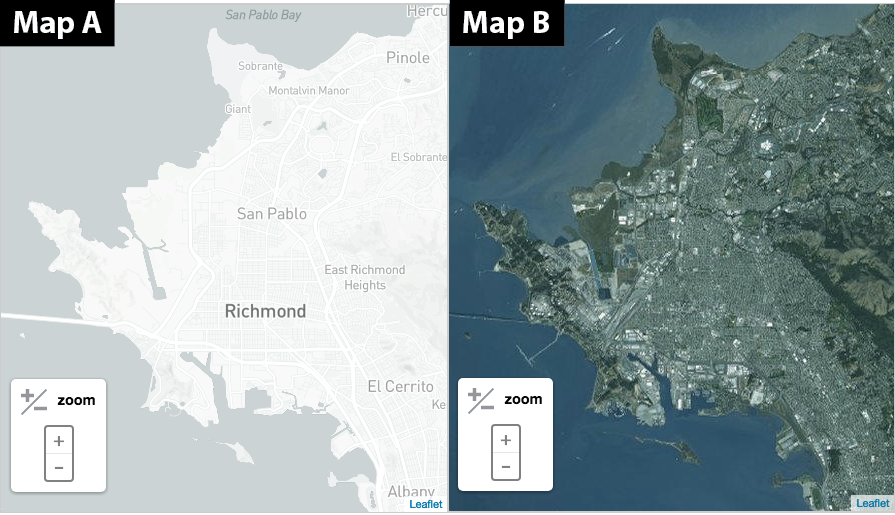 Map A
San Pablo Bay
Hercu
Pinole
Sobrante
Montalvin Manor
Giant
El Sobrante
San Pablo
East Richmond
Heights
Richmond
El Cerrito
Ke
Albany
zoom
+
−
Leaflet
Map B
zoom
+
−
Leaflet